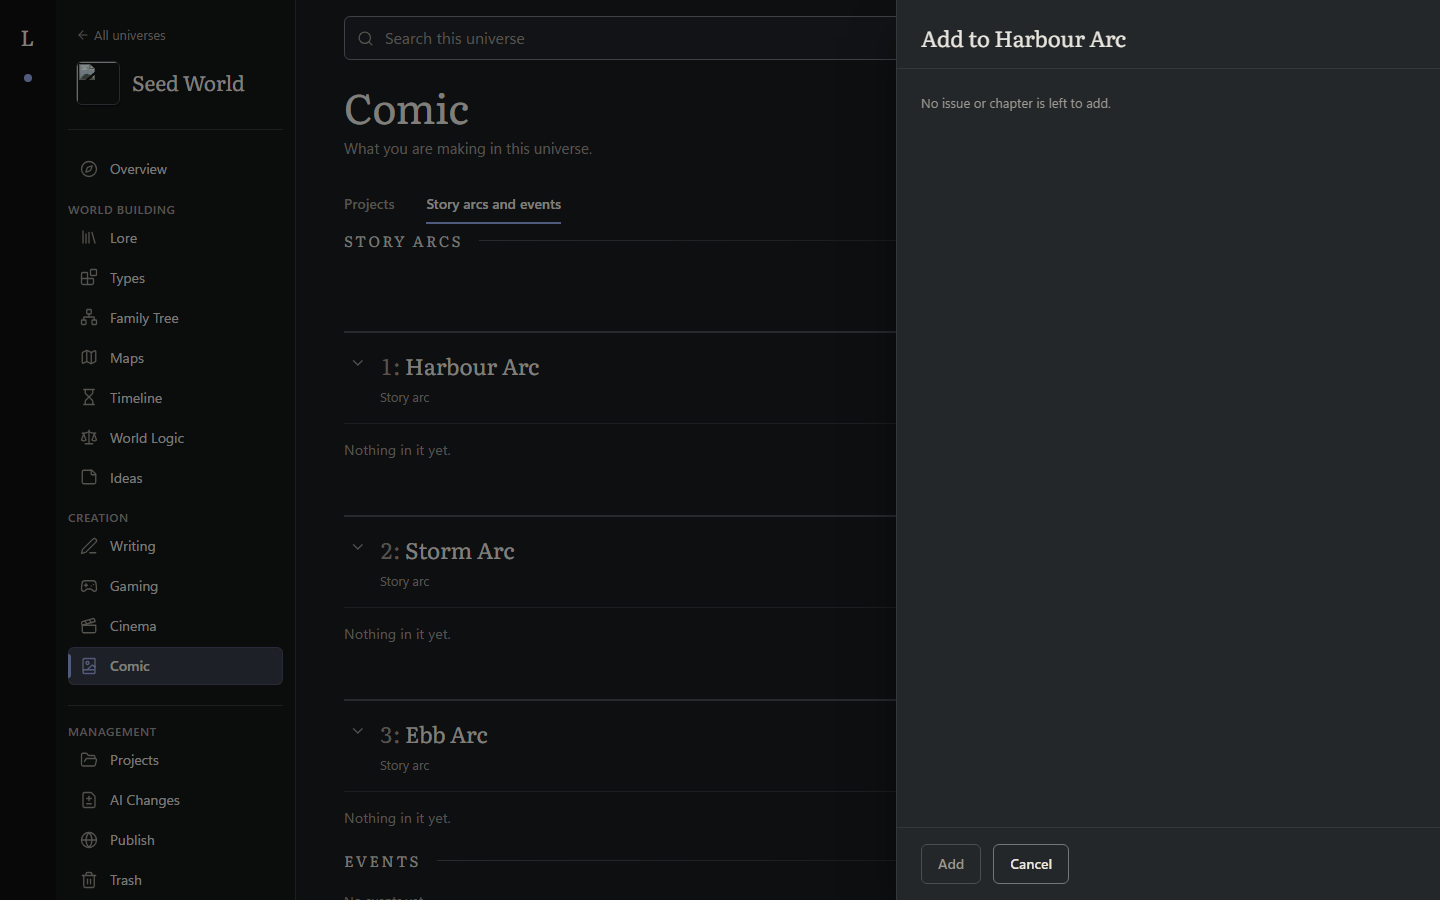 L
All universes
Seed World
Overview
WORLD BUILDING
Lore
Types
Family Tree
Maps
Timeline
World Logic
Ideas
CREATION
Writing
Gaming
Cinema
Comic
MANAGEMENT
Projects
AI Changes
Publish
Trash
Search this universe
Comic
What you are making in this universe.
Projects
Story arcs and events
STORY ARCS
1: Harbour Arc
Story arc
Nothing in it yet.
2: Storm Arc
Story arc
Nothing in it yet.
3: Ebb Arc
Story arc
Nothing in it yet.
EVENTS
Add to Harbour Arc
No issue or chapter is left to add.
Add
Cancel